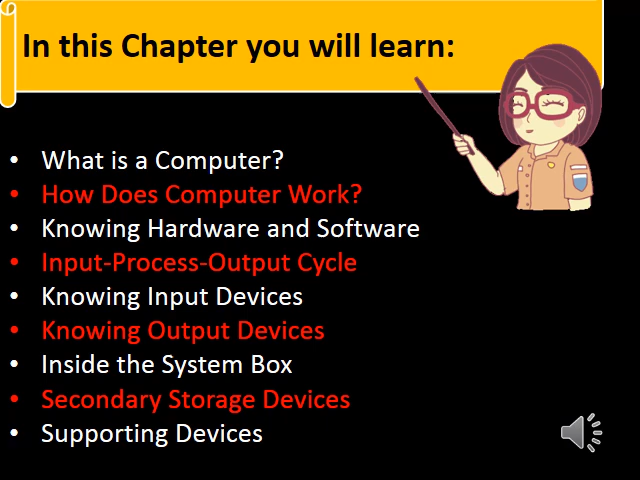 In this Chapter you will learn:
• What is a Computer?
• How Does Computer Work?
• Knowing Hardware and Software
• Input-Process-Output Cycle
• Knowing Input Devices
• Knowing Output Devices
• Inside the System Box
• Secondary Storage Devices
• Supporting Devices